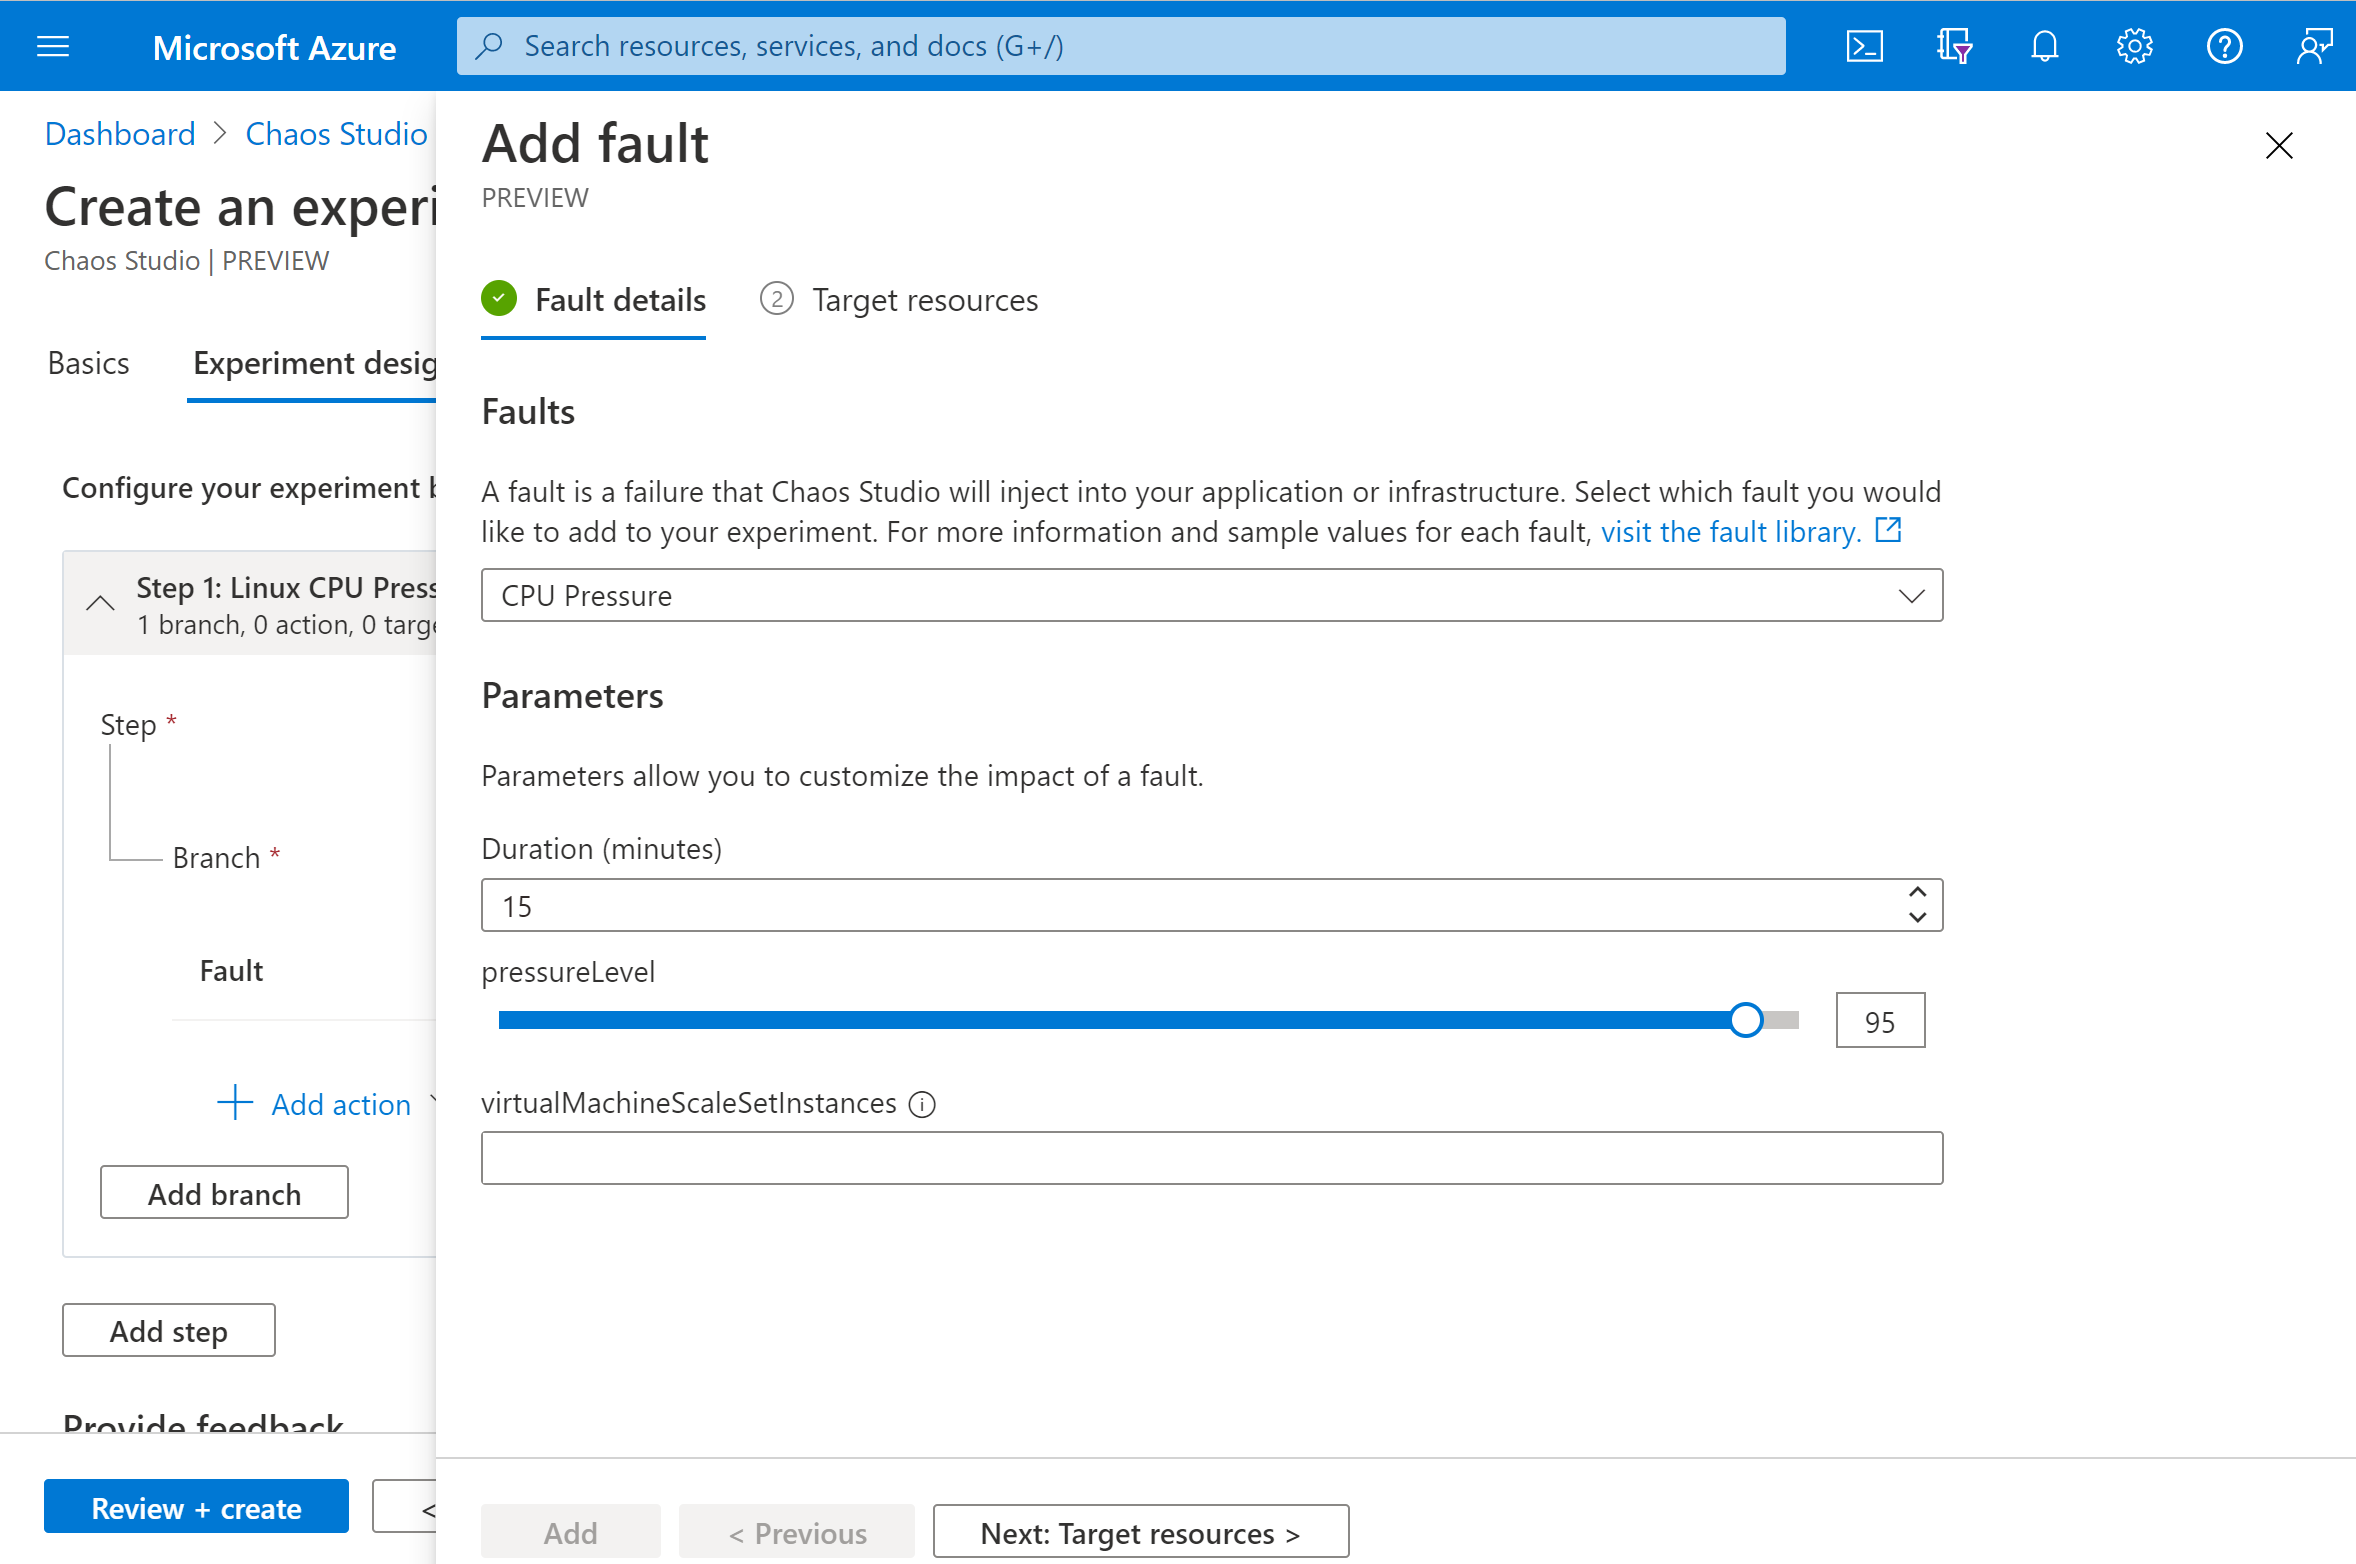 Microsoft Azure
Search resources, services, and docs (G+/)
Dashboard > Chaos Studio
Create an experi
Chaos Studio | PREVIEW
Basics
Experiment desig
Configure your experiment b
Step 1: Linux CPU Press
1 branch, 0 action, 0 targe
Step *
Branch *
Fault
Add action
Add branch
Add step
Provide feedback
Review + create
<
Add fault
PREVIEW
Fault details
2 Target resources
Faults
A fault is a failure that Chaos Studio will inject into your application or infrastructure. Select which fault you would
like to add to your experiment. For more information and sample values for each fault, visit the fault library.
CPU Pressure
Parameters
Parameters allow you to customize the impact of a fault.
Duration (minutes)
15
pressureLevel
95
virtualMachineScaleSetInstances
Add
< Previous
Next: Target resources >